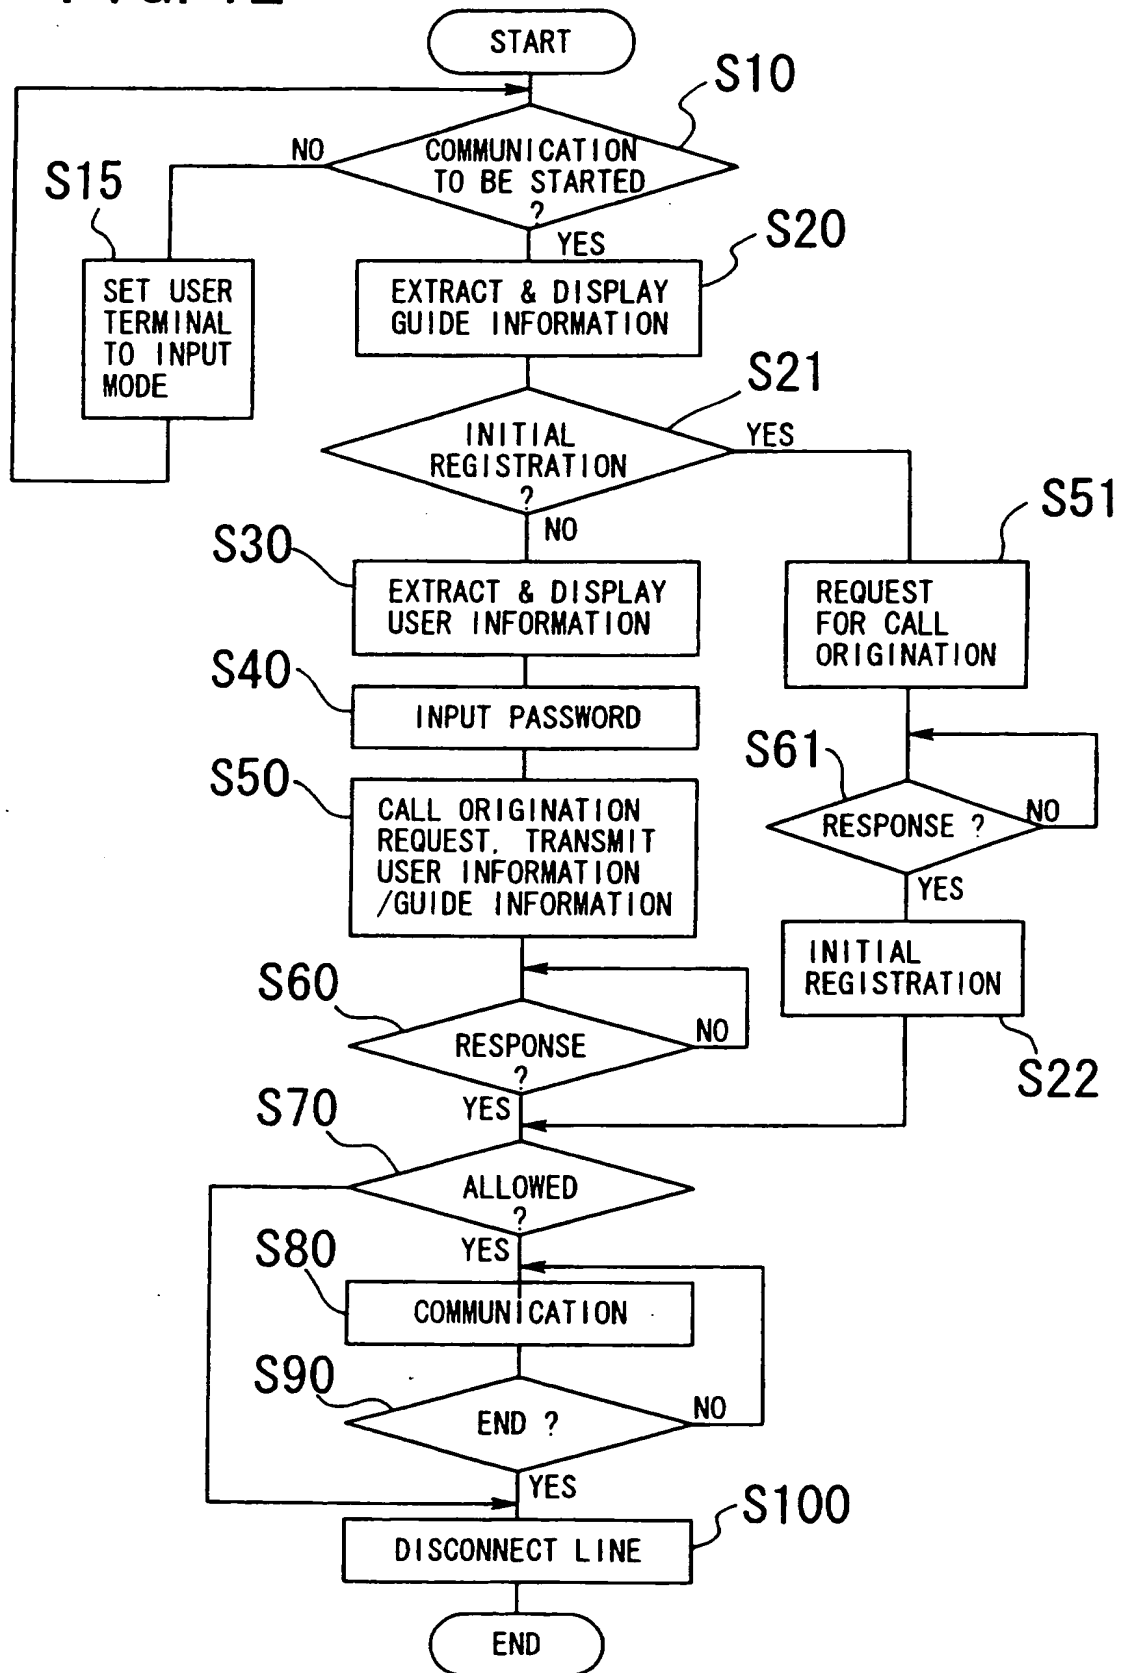 START
S10
COMMUNICATION
TO BE STARTED
?
NO
YES
S15
SET USER
TERMINAL
TO INPUT
MODE
S20
EXTRACT & DISPLAY
GUIDE INFORMATION
S21
INITIAL
REGISTRATION
?
YES
NO
S30
EXTRACT & DISPLAY
USER INFORMATION
S40
INPUT PASSWORD
S50
CALL ORIGINATION
REQUEST. TRANSMIT
USER INFORMATION
/GUIDE INFORMATION
S51
REQUEST
FOR CALL
ORIGINATION
S61
RESPONSE ?
NO
YES
INITIAL
REGISTRATION
S22
S60
RESPONSE
?
NO
YES
S70
ALLOWED
?
YES
S80
COMMUNICATION
S90
END ?
NO
YES
S100
DISCONNECT LINE
END